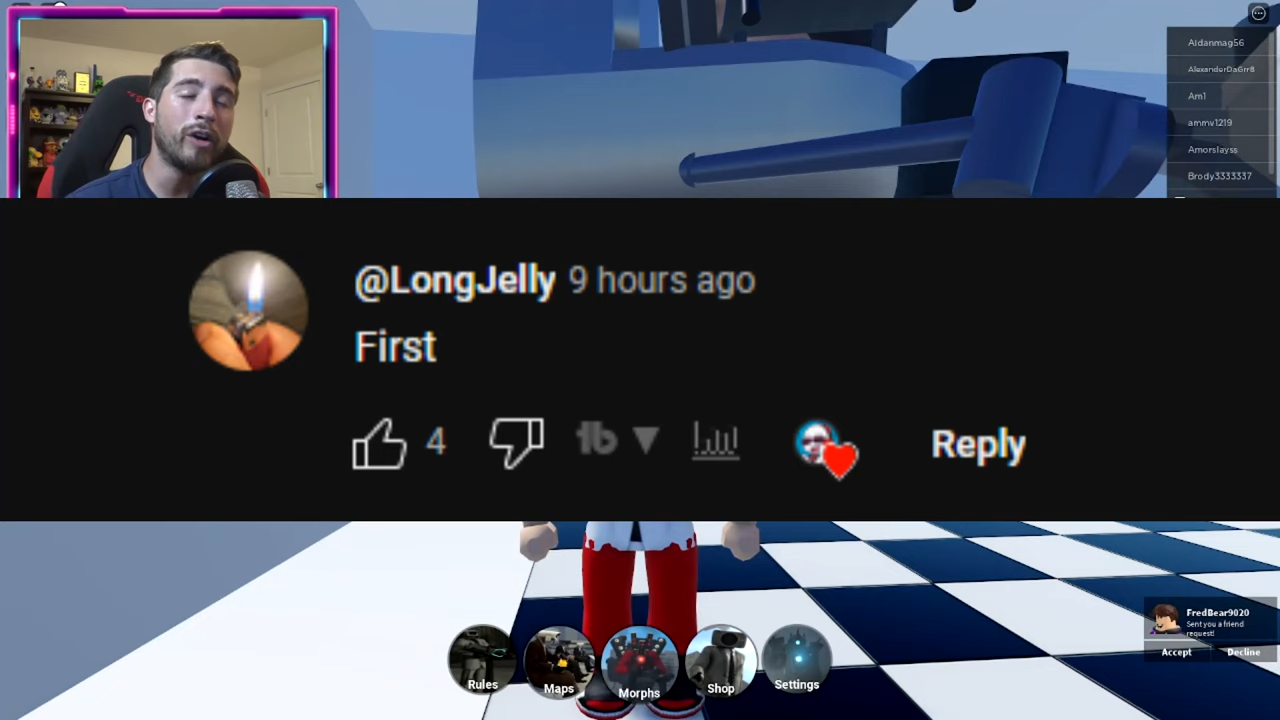 Aidanmag56
AlexanderDaGrr8
Am1
ammv1219
Amorslayss
Brody3333337
@LongJelly 9 hours ago
First
4
Reply
FredBear9020
Sent you a friend
request!
Accept Decline
Rules Maps Morphs Shop Settings